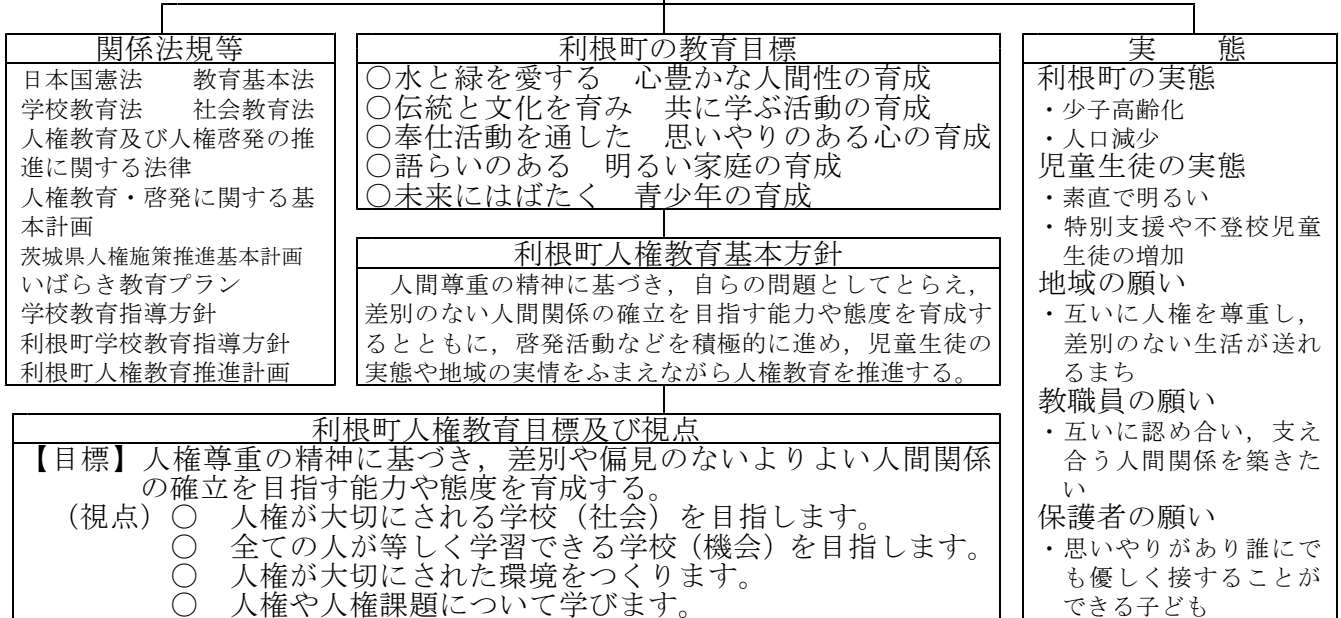 関係法規等
日本国憲法　　教育基本法
学校教育法　　社会教育法
人権教育及び人権啓発の推
進に関する法律
人権教育・啓発に関する基
本計画
茨城県人権施策推進基本計画
いばらき教育プラン
学校教育指導方針
利根町学校教育指導方針
利根町人権教育推進計画
利根町の教育目標
○水と緑を愛する　心豊かな人間性の育成
○伝統と文化を育み　共に学ぶ活動の育成
○奉仕活動を通した　思いやりのある心の育成
○語らいのある　明るい家庭の育成
○未来にはばたく　青少年の育成
利根町人権教育基本方針
人間尊重の精神に基づき，自らの問題としてとらえ，
差別のない人間関係の確立を目指す能力や態度を育成す
るとともに，啓発活動などを積極的に進め，児童生徒の
実態や地域の実情をふまえながら人権教育を推進する。
利根町人権教育目標及び視点
【目標】人権尊重の精神に基づき，差別や偏見のないよりよい人間関係
の確立を目指す能力や態度を育成する。
（視点）○　人権が大切にされる学校（社会）を目指します。
○　全ての人が等しく学習できる学校（機会）を目指します。
○　人権が大切にされた環境をつくります。
○　人権や人権課題について学びます。
実　　態
利根町の実態
・少子高齢化
・人口減少
児童生徒の実態
・素直で明るい
・特別支援や不登校児童
生徒の増加
地域の願い
・互いに人権を尊重し，
差別のない生活が送れ
るまち
教職員の願い
・互いに認め合い，支え
合う人間関係を築きた
い
保護者の願い
・思いやりがあり誰にで
も優しく接することが
できる子ども